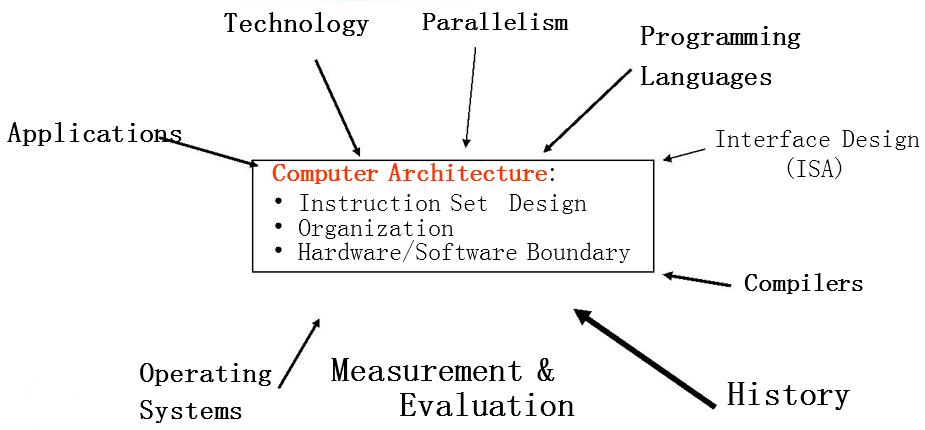 Technology
Parallelism
Programming
Languages
Applications
Interface Design
(ISA)
Computer Architecture:
• Instruction Set Design
• Organization
• Hardware/Software Boundary
Compilers
Operating
Systems
Measurement &
Evaluation
History